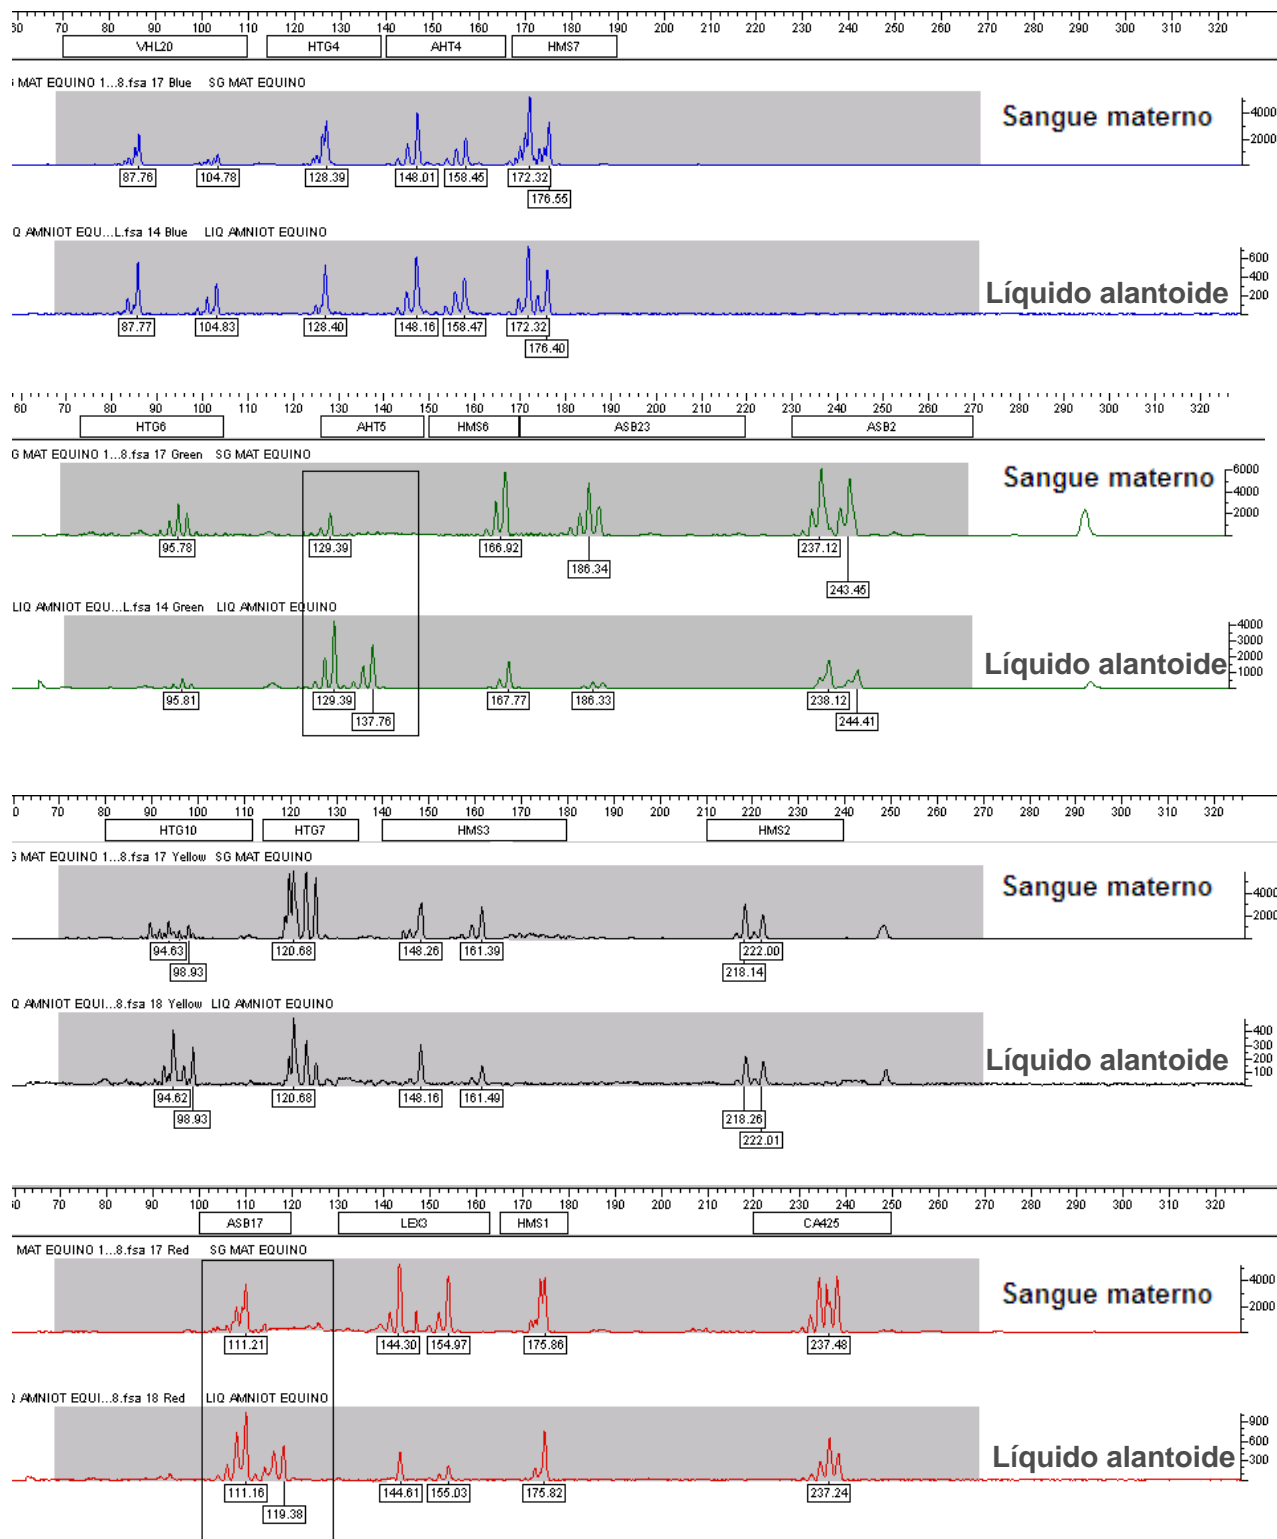 60 70 80 90 100 110 120 130 140 150 160 170 180 190 200 210 220 230 240 250 260 270 280 290 300 310 320
VHL20 HTG4 AHT4 HMS7
MAT EQUINO 1...8.fsa 17 Blue SG MAT EQUINO
Sangue materno
4000
2000
87.76 104.78 128.39 148.01 158.45 172.32
176.55
Q AMNIOT EQU...L.fsa 14 Blue LIQ AMNIOT EQUINO
Líquido alantoide
600
400
200
87.77 104.83 128.40 148.16 158.47 172.32
176.40
60 70 80 90 100 110 120 130 140 150 160 170 180 190 200 210 220 230 240 250 260 270 280 290 300 310 320
HTG6 AHT5 HMS6 ASB23 ASB2
G MAT EQUINO 1...8.fsa 17 Green SG MAT EQUINO
Sangue materno
6000
4000
2000
95.78 129.39 166.92 237.12
186.34
243.45
LIQ AMNIOT EQU...L.fsa 14 Green LIQ AMNIOT EQUINO
Líquido alantoide
4000
3000
2000
1000
95.81 129.39 167.77 186.33 238.12
137.76 244.41
0 70 80 90 100 110 120 130 140 150 160 170 180 190 200 210 220 230 240 250 260 270 280 290 300 310 320
HTG10 HTG7 HMS3 HMS2
MAT EQUINO 1...8.fsa 17 Yellow SG MAT EQUINO
Sangue materno
4000
2000
94.63 120.68 148.26 161.39 222.00
98.93 218.14
Q AMNIOT EQUI...8.fsa 18 Yellow LIQ AMNIOT EQUINO
Líquido alantoide
400
300
200
100
94.62 120.68 148.16 161.49
98.93 218.26
222.01
60 70 80 90 100 110 120 130 140 150 160 170 180 190 200 210 220 230 240 250 260 270 280 290 300 310 320
ASB17 LEX3 HMS1 CA425
MAT EQUINO 1...8.fsa 17 Red SG MAT EQUINO
Sangue materno
4000
2000
111.21 144.30 154.97 175.86 237.48
AMNIOT EQUI...8.fsa 18 Red LIQ AMNIOT EQUINO
Líquido alantoide
900
600
300
111.16 144.61 155.03 175.82 237.24
119.38